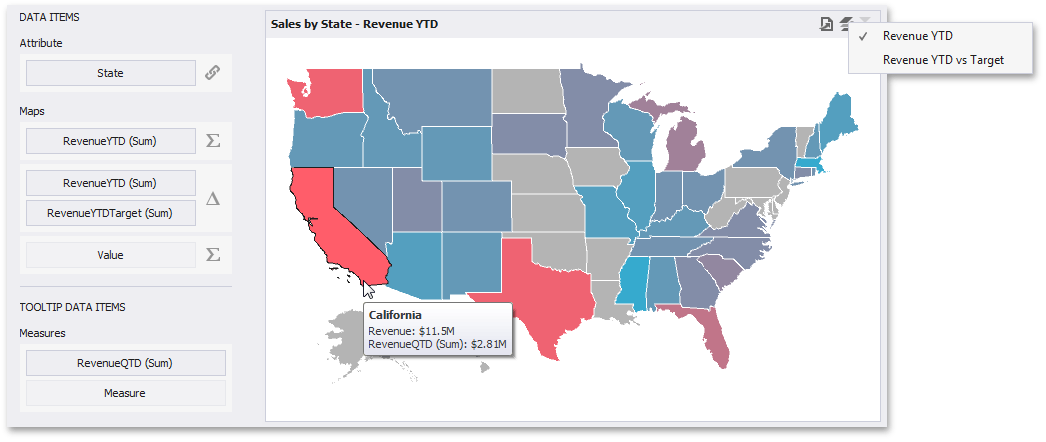 DATA ITEMS
Attribute
State
Maps
RevenueYTD (Sum)
RevenueYTD (Sum)
RevenueYTDTarget (Sum)
Value
TOOLTIP DATA ITEMS
Measures
RevenueQTD (Sum)
Measure
Sales by State - Revenue YTD
Revenue YTD
Revenue YTD vs Target
California
Revenue: $11.5M
RevenueQTD (Sum): $2.81M